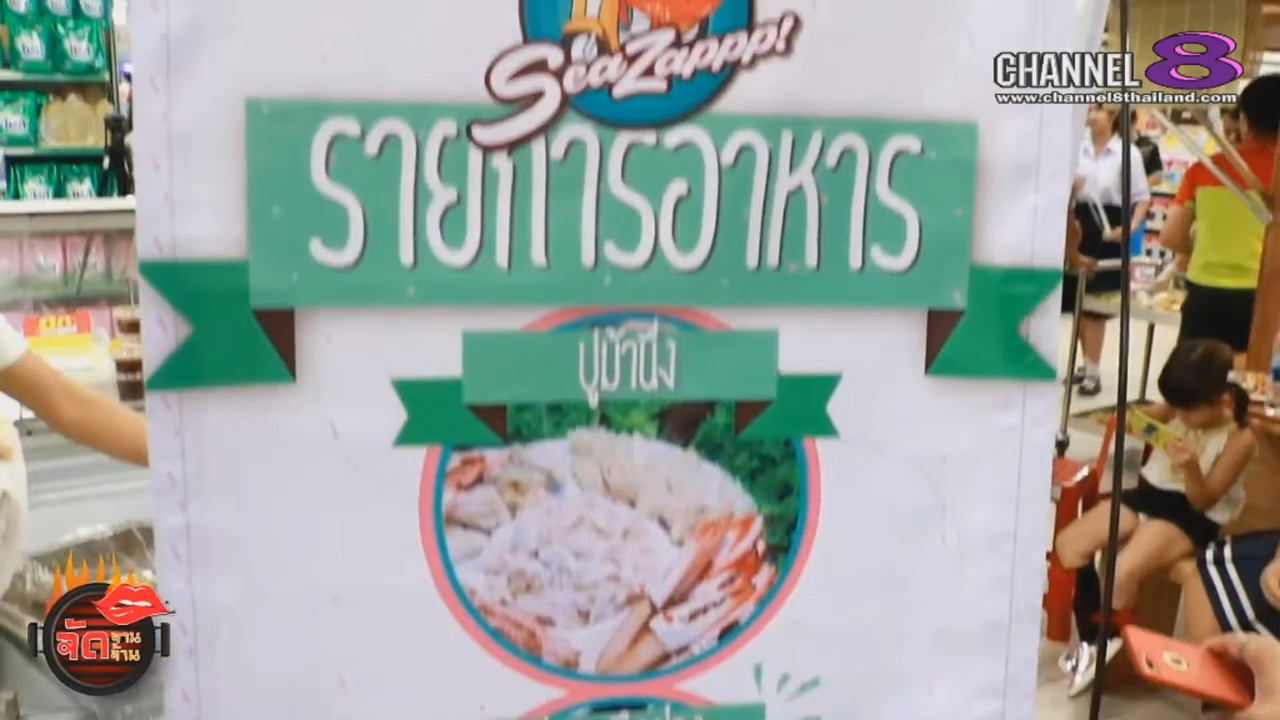 SeaZappp!
CHANNEL 8
www.channel8thailand.com
รายการอาหาร
ปูม้านึ่ง
จัดจานจ้าน